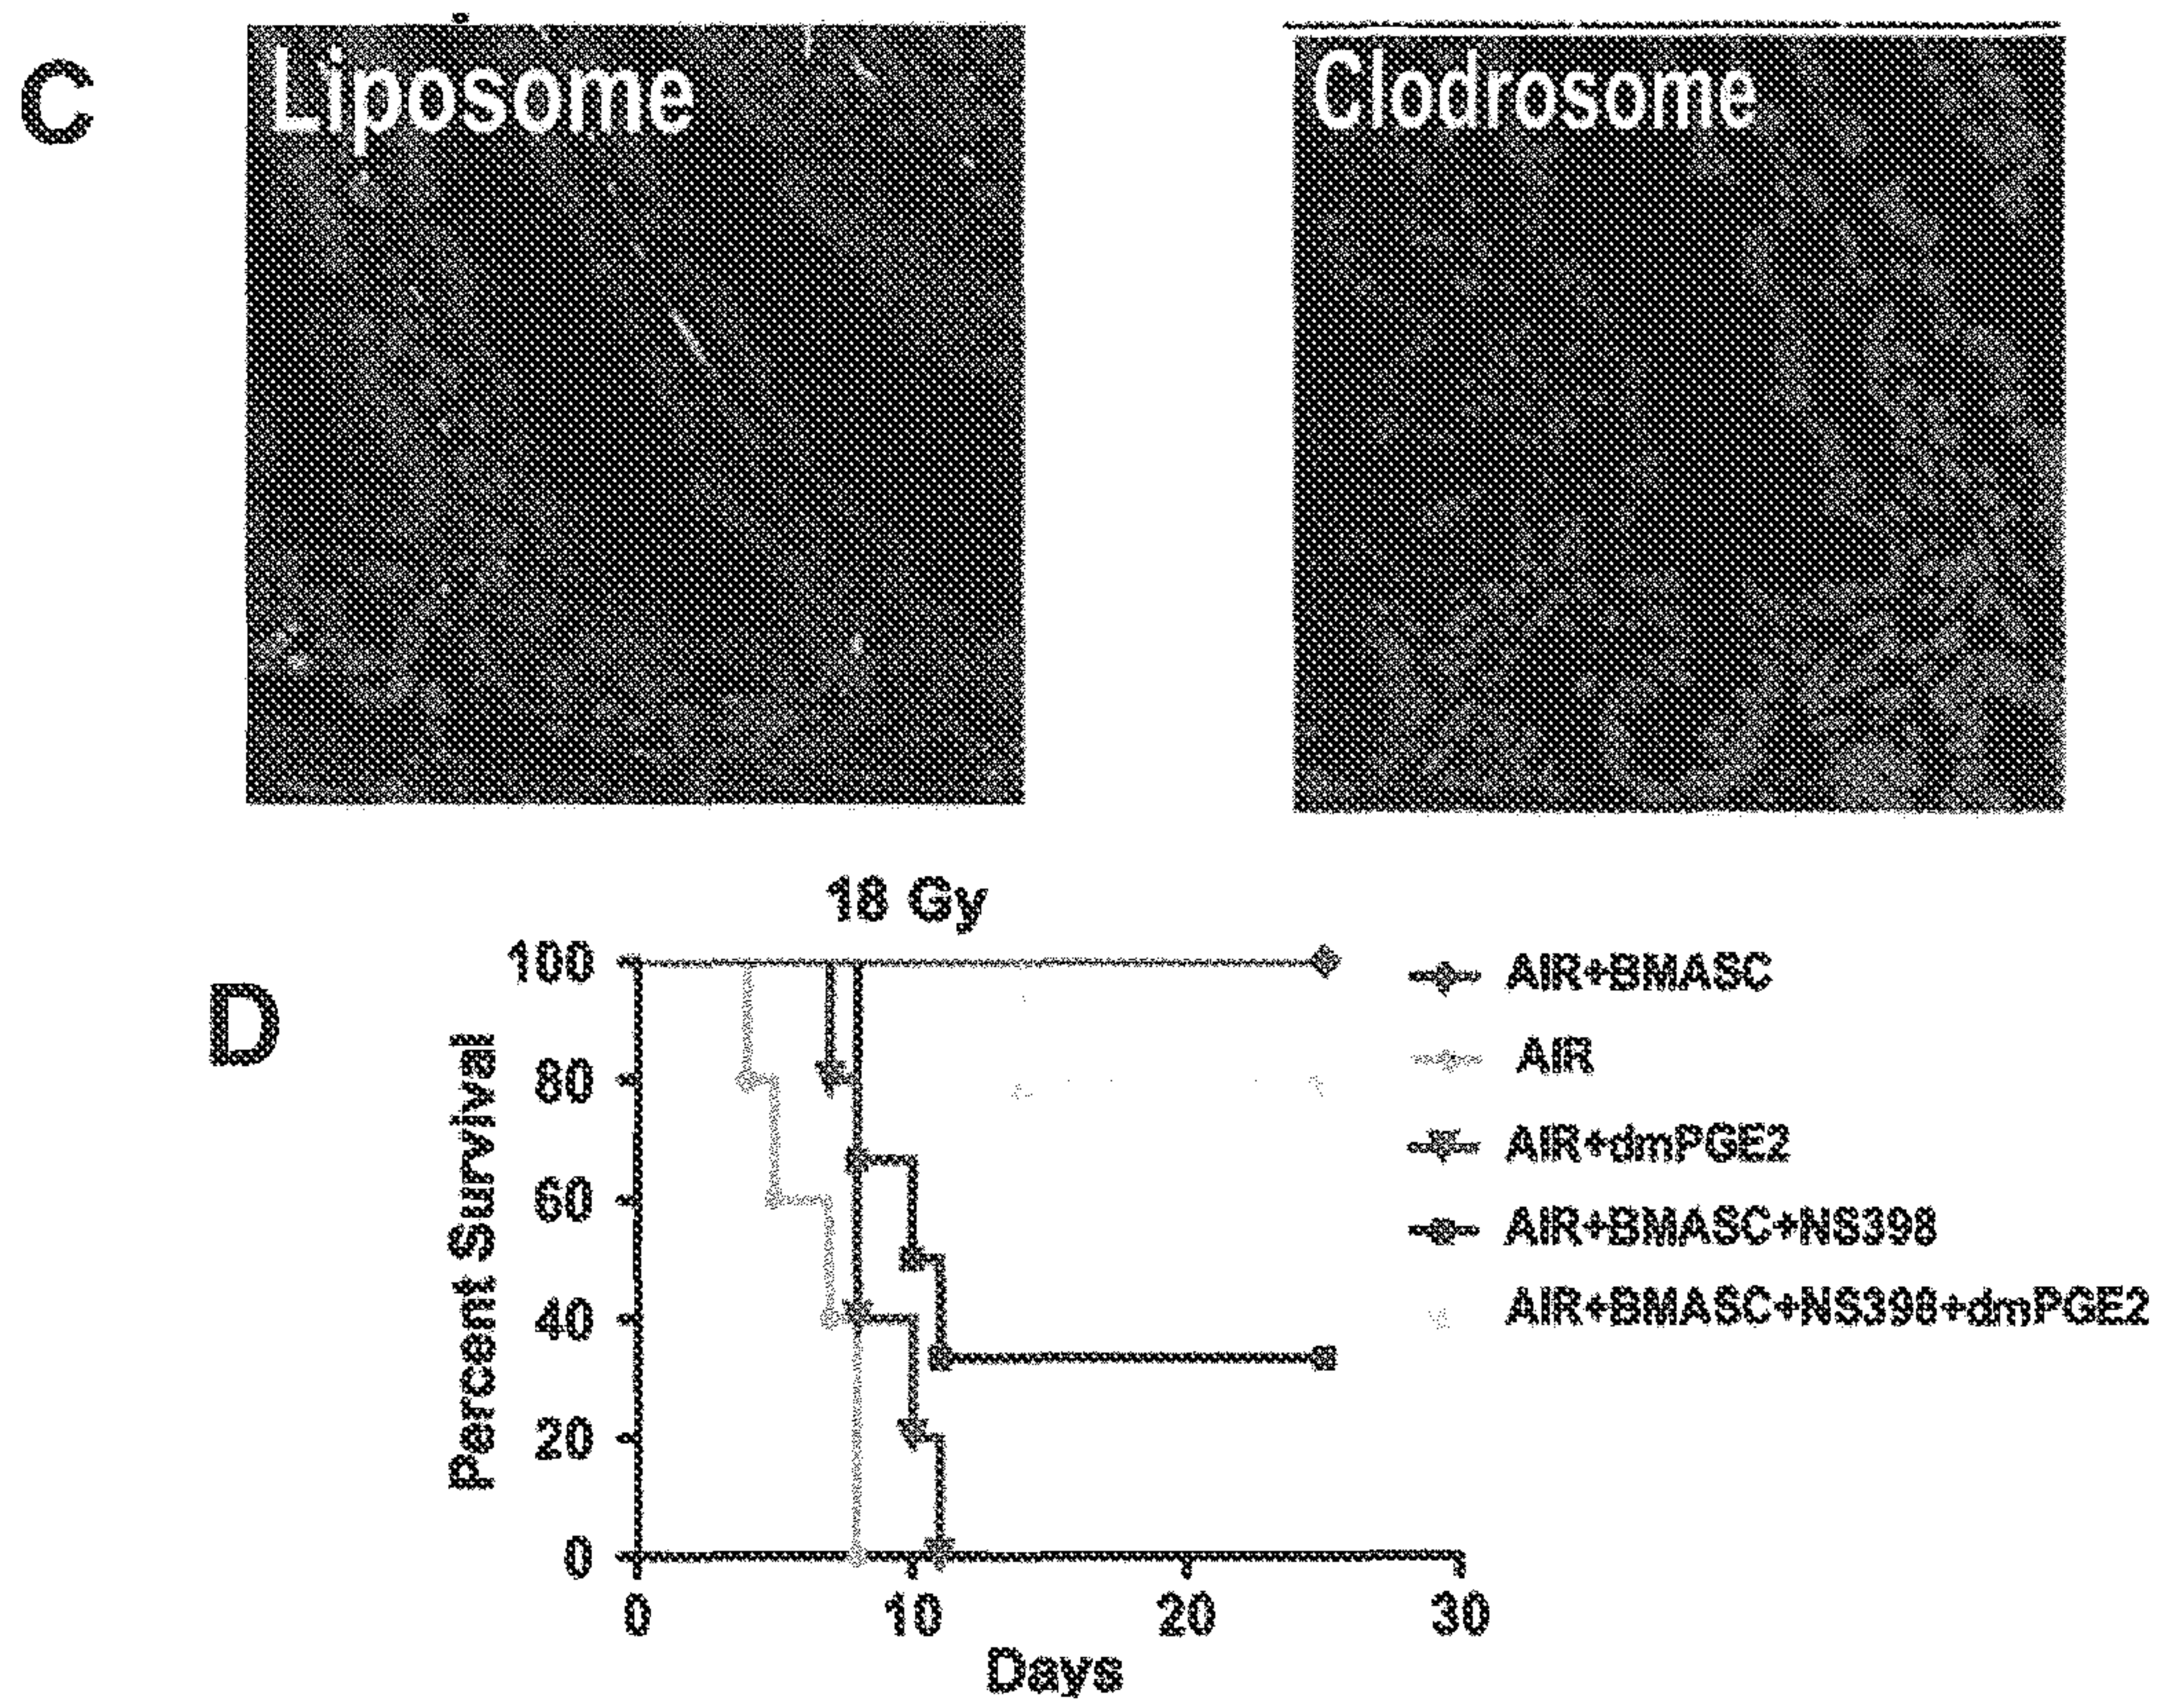 C
Liposome
Clodrosome
D
18 Gy
Percent Survival
100
80
60
40
20
0
0 10 20 30
Days
AIR+BMASC
AIR
AIR+dmPGE2
AIR+BMASC+NS398
AIR+BMASC+NS398+dmPGE2